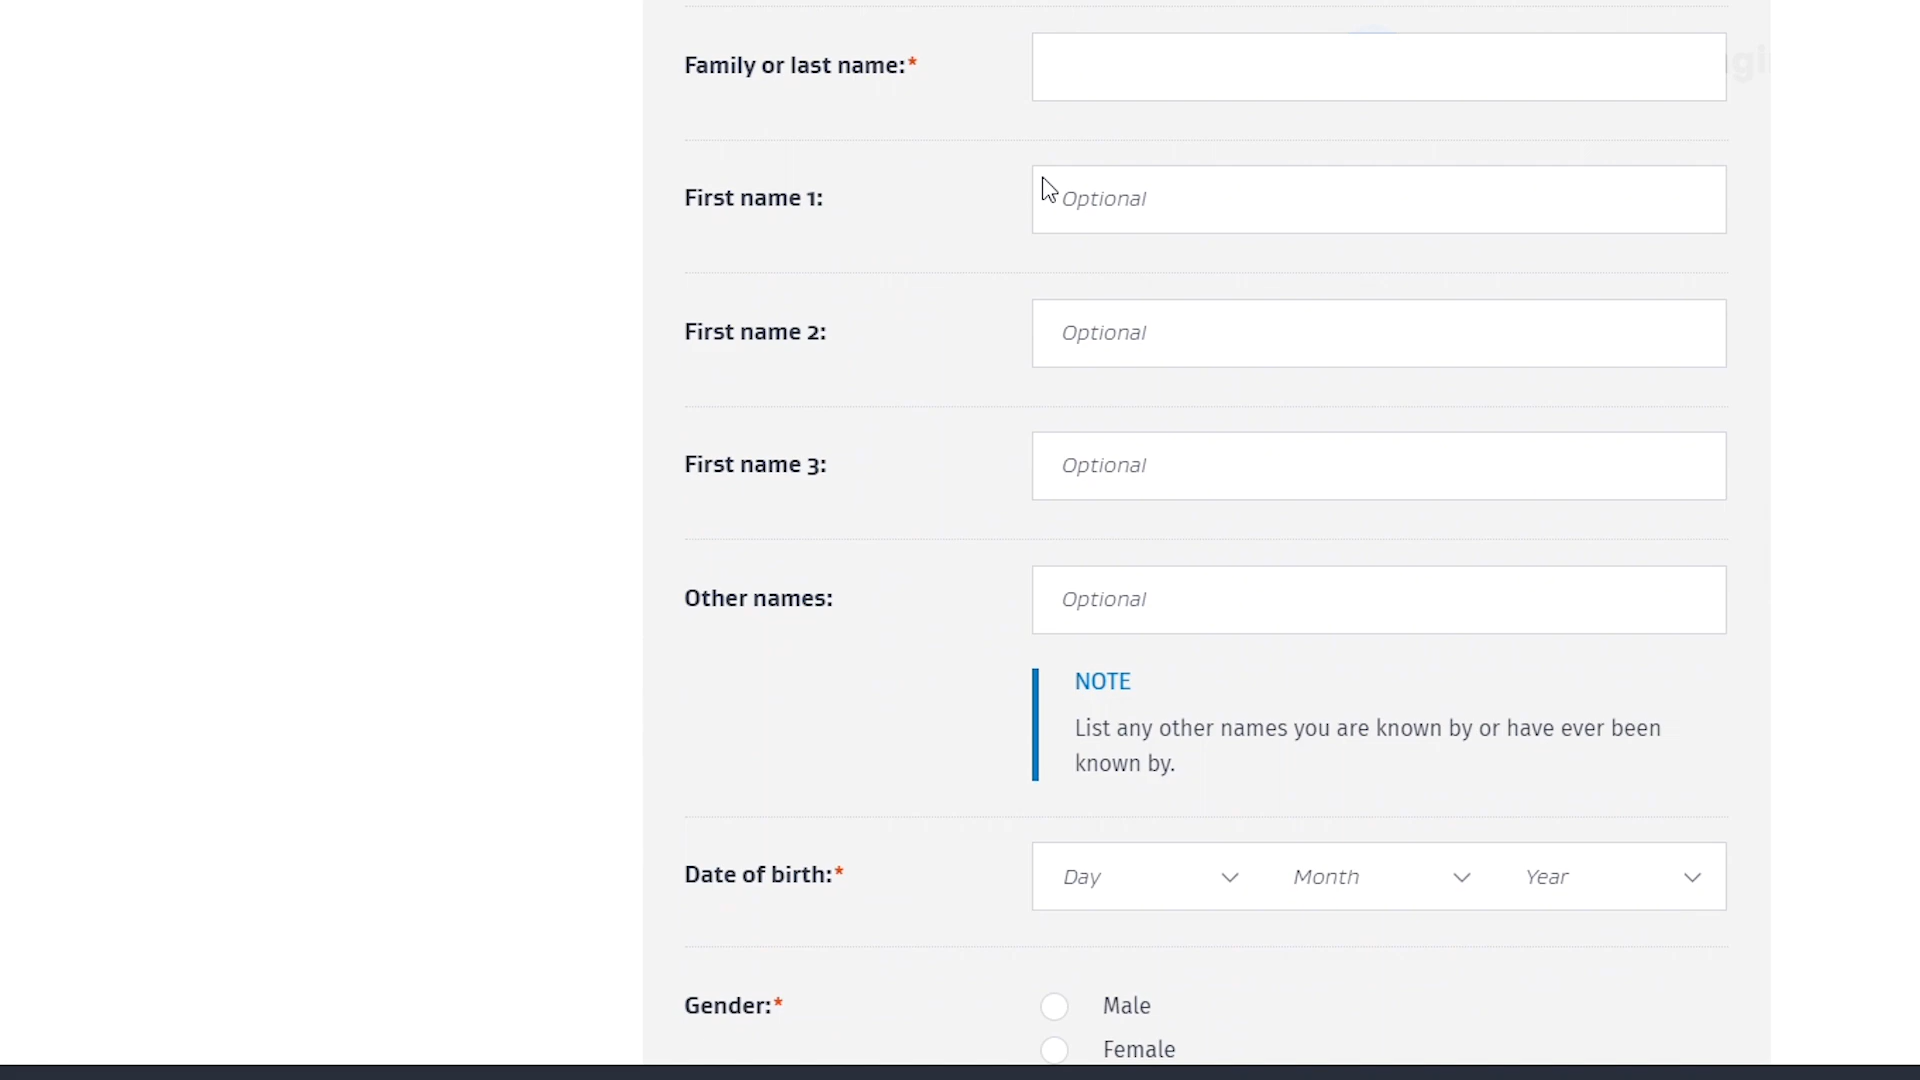 Family or last name:*
First name 1:
Optional
First name 2:
Optional
First name 3:
Optional
Other names:
Optional
NOTE
List any other names you are known by or have ever been
known by.
Date of birth:*
Day Month Year
Gender:*
Male
Female